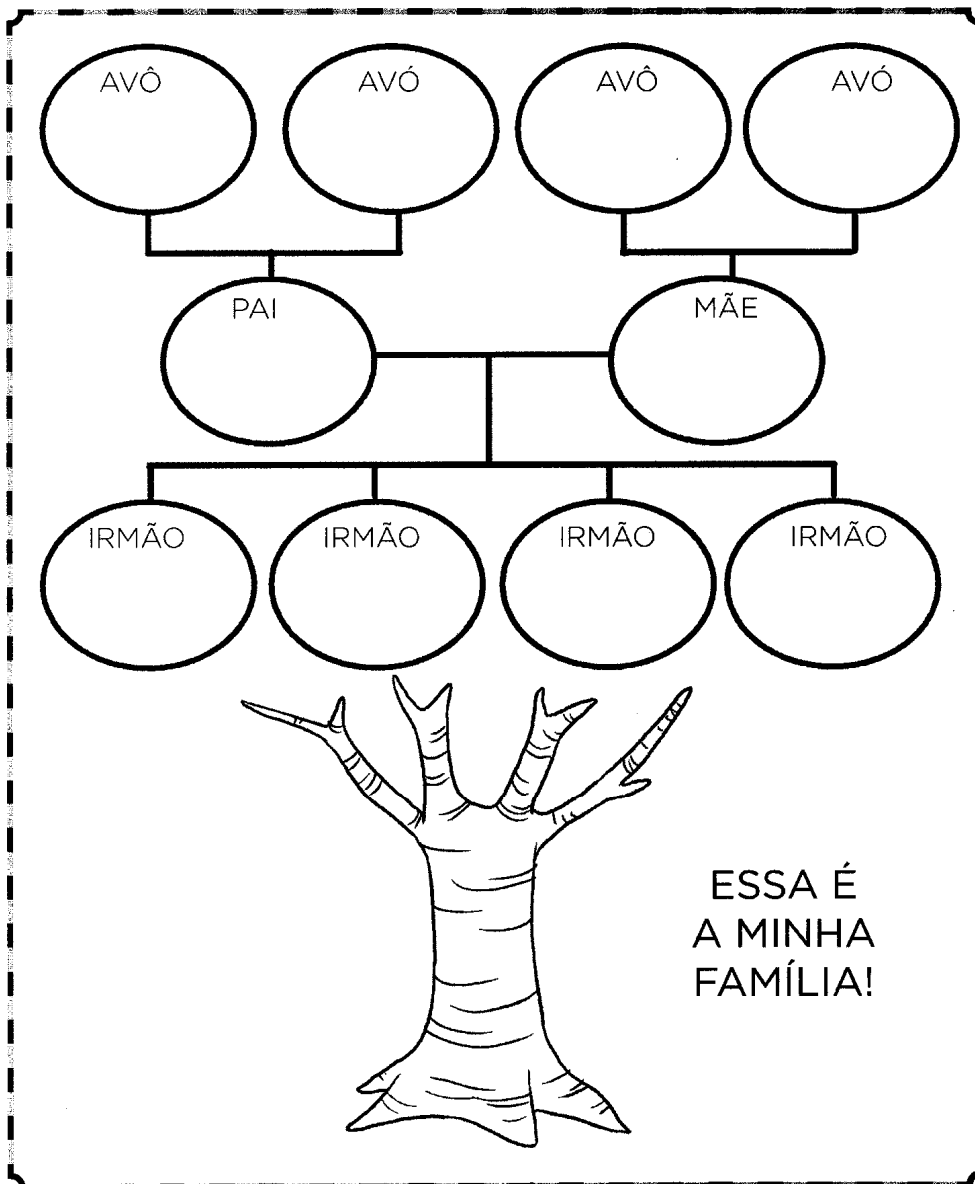 AVÔ AVÓ AVÔ AVÓ
PAI MÃE
IRMÃO IRMÃO IRMÃO IRMÃO
ESSA É
A MINHA
FAMÍLIA!